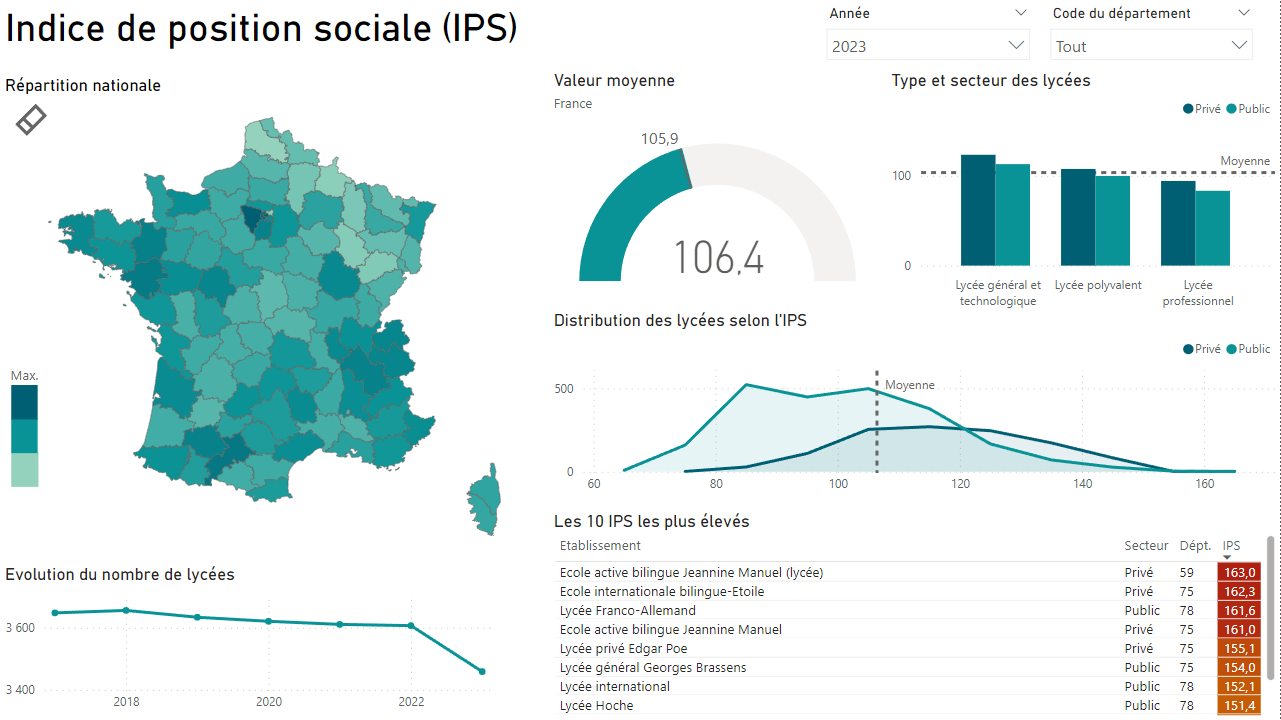 Indice de position sociale (IPS)
Année
2023
Code du département
Tout
Répartition nationale
Max.
Valeur moyenne
France
105,9
106,4
Type et secteur des lycées
Privé Public
Moyenne
100
0
Lycée général et
technologique
Lycée polyvalent
Lycée
professionnel
Distribution des lycées selon l'IPS
Privé Public
500
Moyenne
0
60 80 100 120 140 160
Evolution du nombre de lycées
3 600
3 400
2018 2020 2022
Les 10 IPS les plus élevés
Etablissement Secteur Dépt. IPS
Ecole active bilingue Jeannine Manuel (lycée) Privé 59 163,0
Ecole internationale bilingue-Etoile Privé 75 162,3
Lycée Franco-Allemand Public 78 161,6
Ecole active bilingue Jeannine Manuel Privé 75 161,0
Lycée privé Edgar Poe Privé 75 155,1
Lycée général Georges Brassens Public 75 154,0
Lycée international Public 78 152,1
Lycée Hoche Public 78 151,4